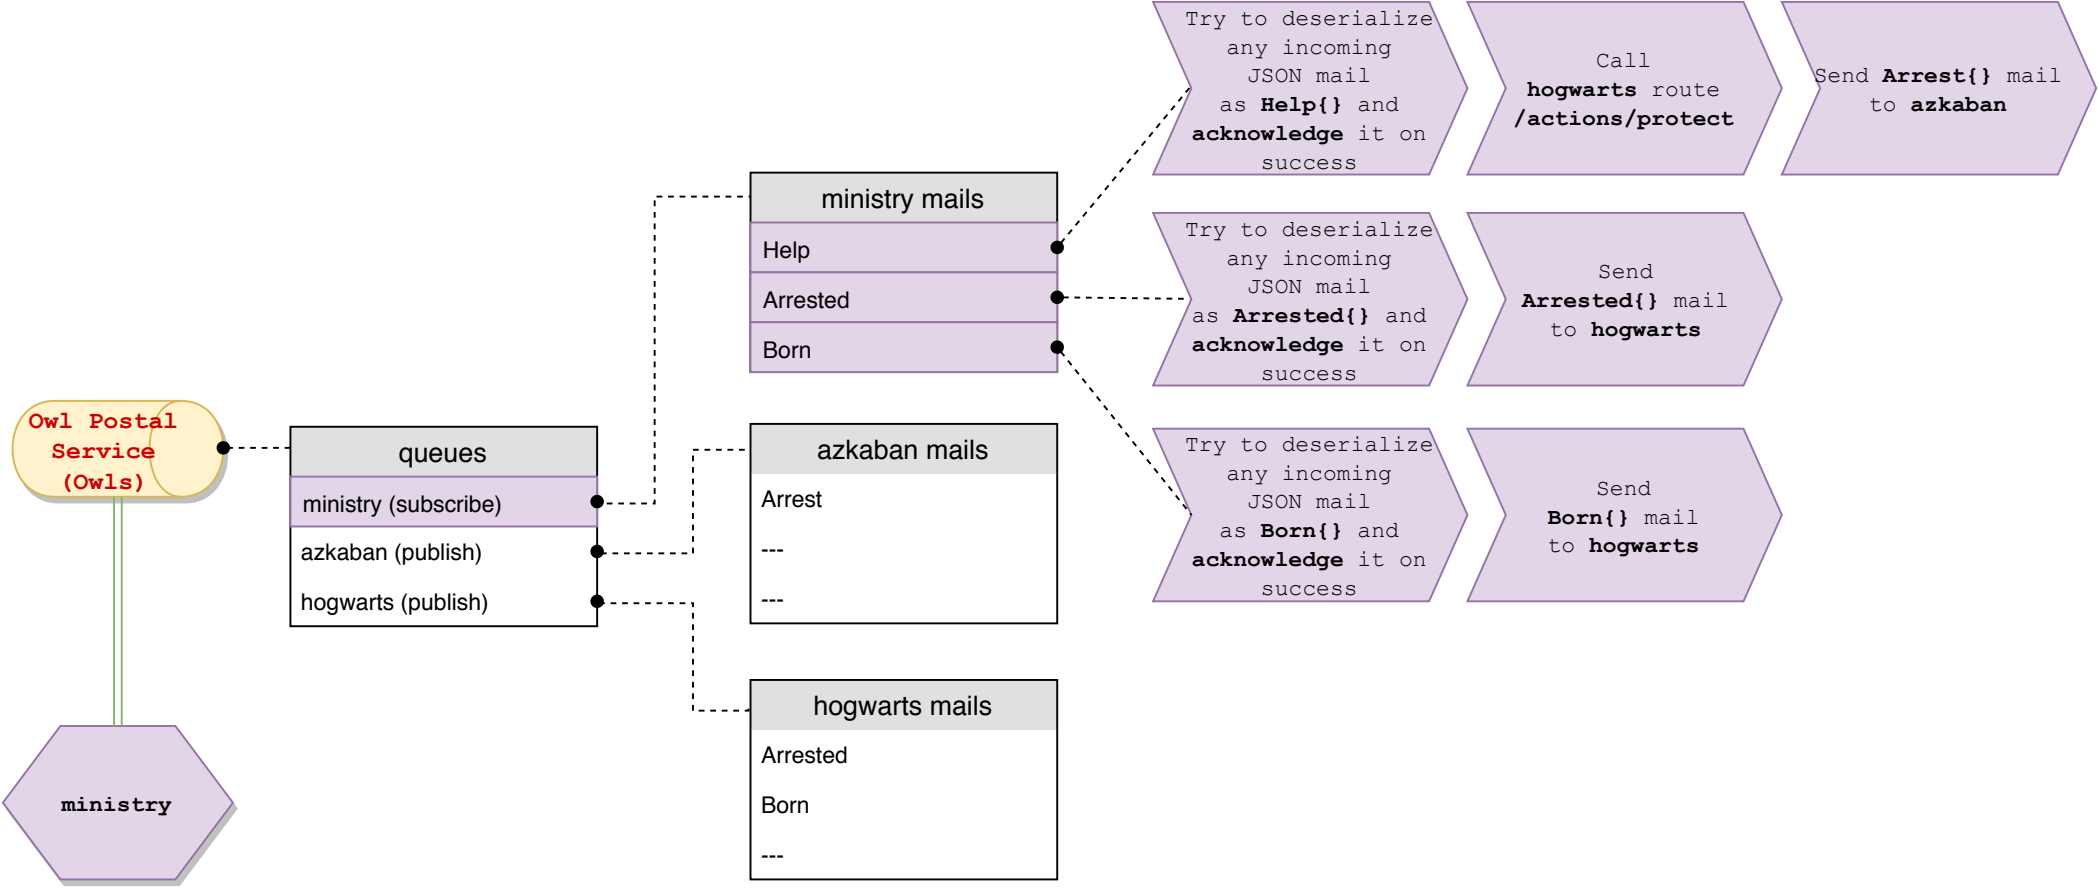 Try to deserialize
any incoming
JSON mail
as Help{} and
acknowledge it on
success
Call
hogwarts route
/actions/protect
Send Arrest{} mail
to azkaban
ministry mails
Help
Arrested
Born
Try to deserialize
any incoming
JSON mail
as Arrested{} and
acknowledge it on
success
Send
Arrested{} mail
to hogwarts
Owl Postal
Service
(Owls)
queues
ministry (subscribe)
azkaban (publish)
hogwarts (publish)
azkaban mails
Arrest
---
---
Try to deserialize
any incoming
JSON mail
as Born{} and
acknowledge it on
success
Send
Born{} mail
to hogwarts
hogwarts mails
Arrested
Born
---
ministry